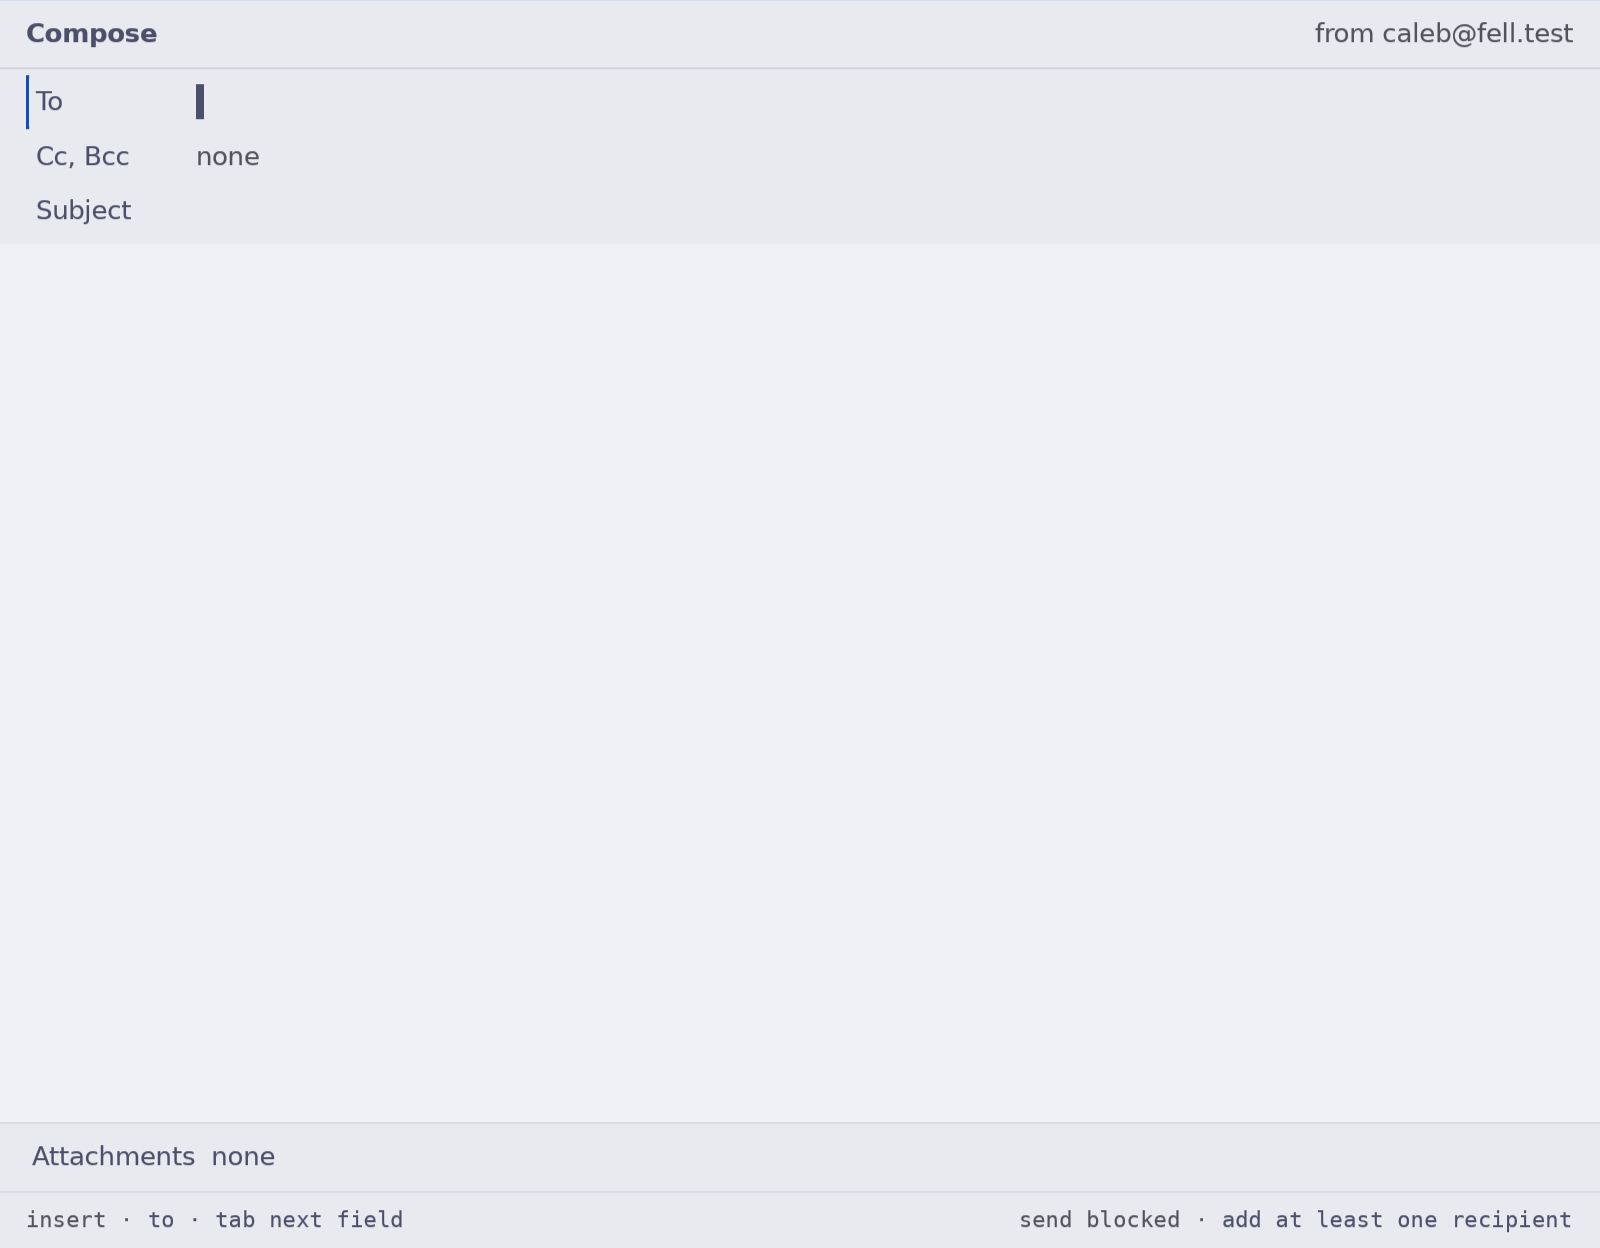 Compose from caleb@fell.test
To
Cc, Bcc none
Subject
Attachments none
insert · to · tab next field send blocked · add at least one recipient